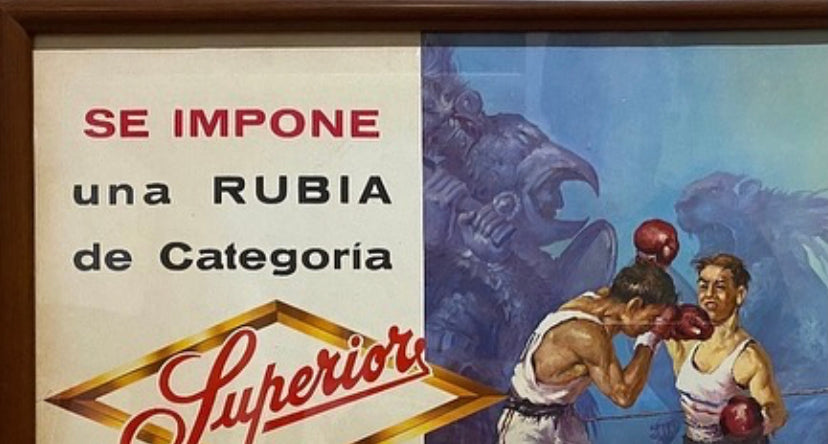 SE IMPONE
una RUBIA
de Categoría
Superior